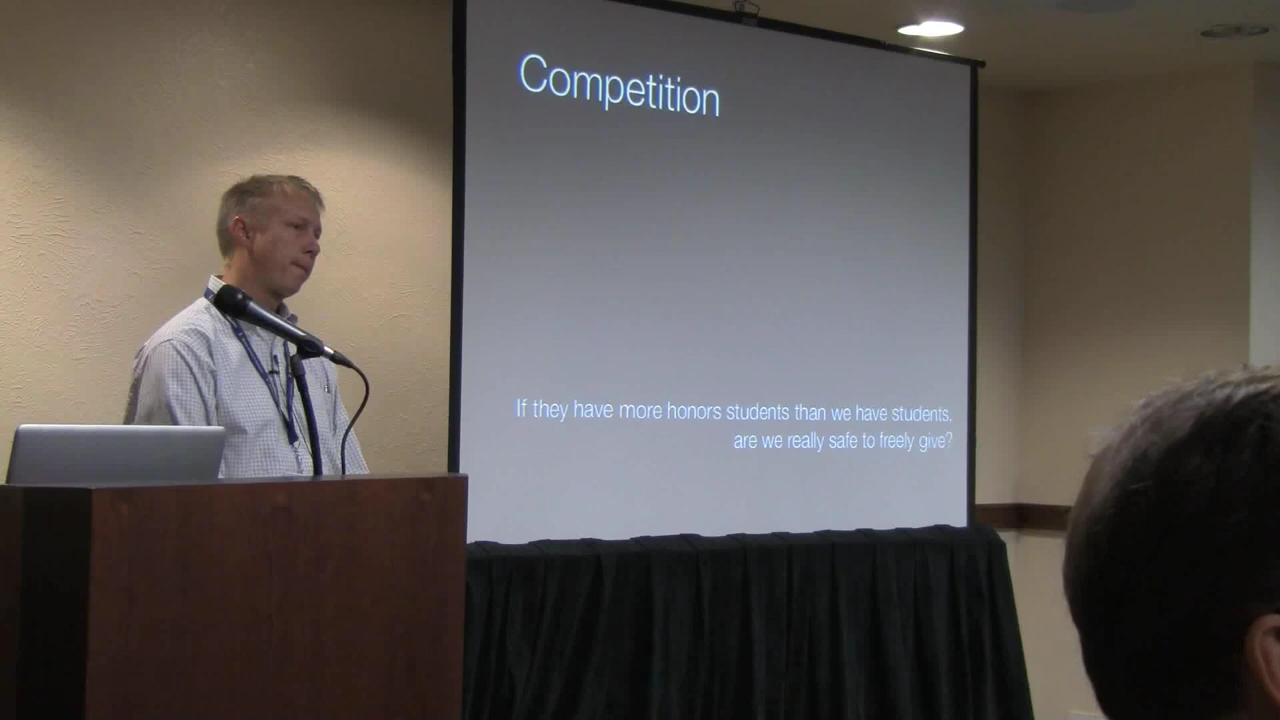 Competition
If they have more honors students than we have students,
are we really safe to freely give?